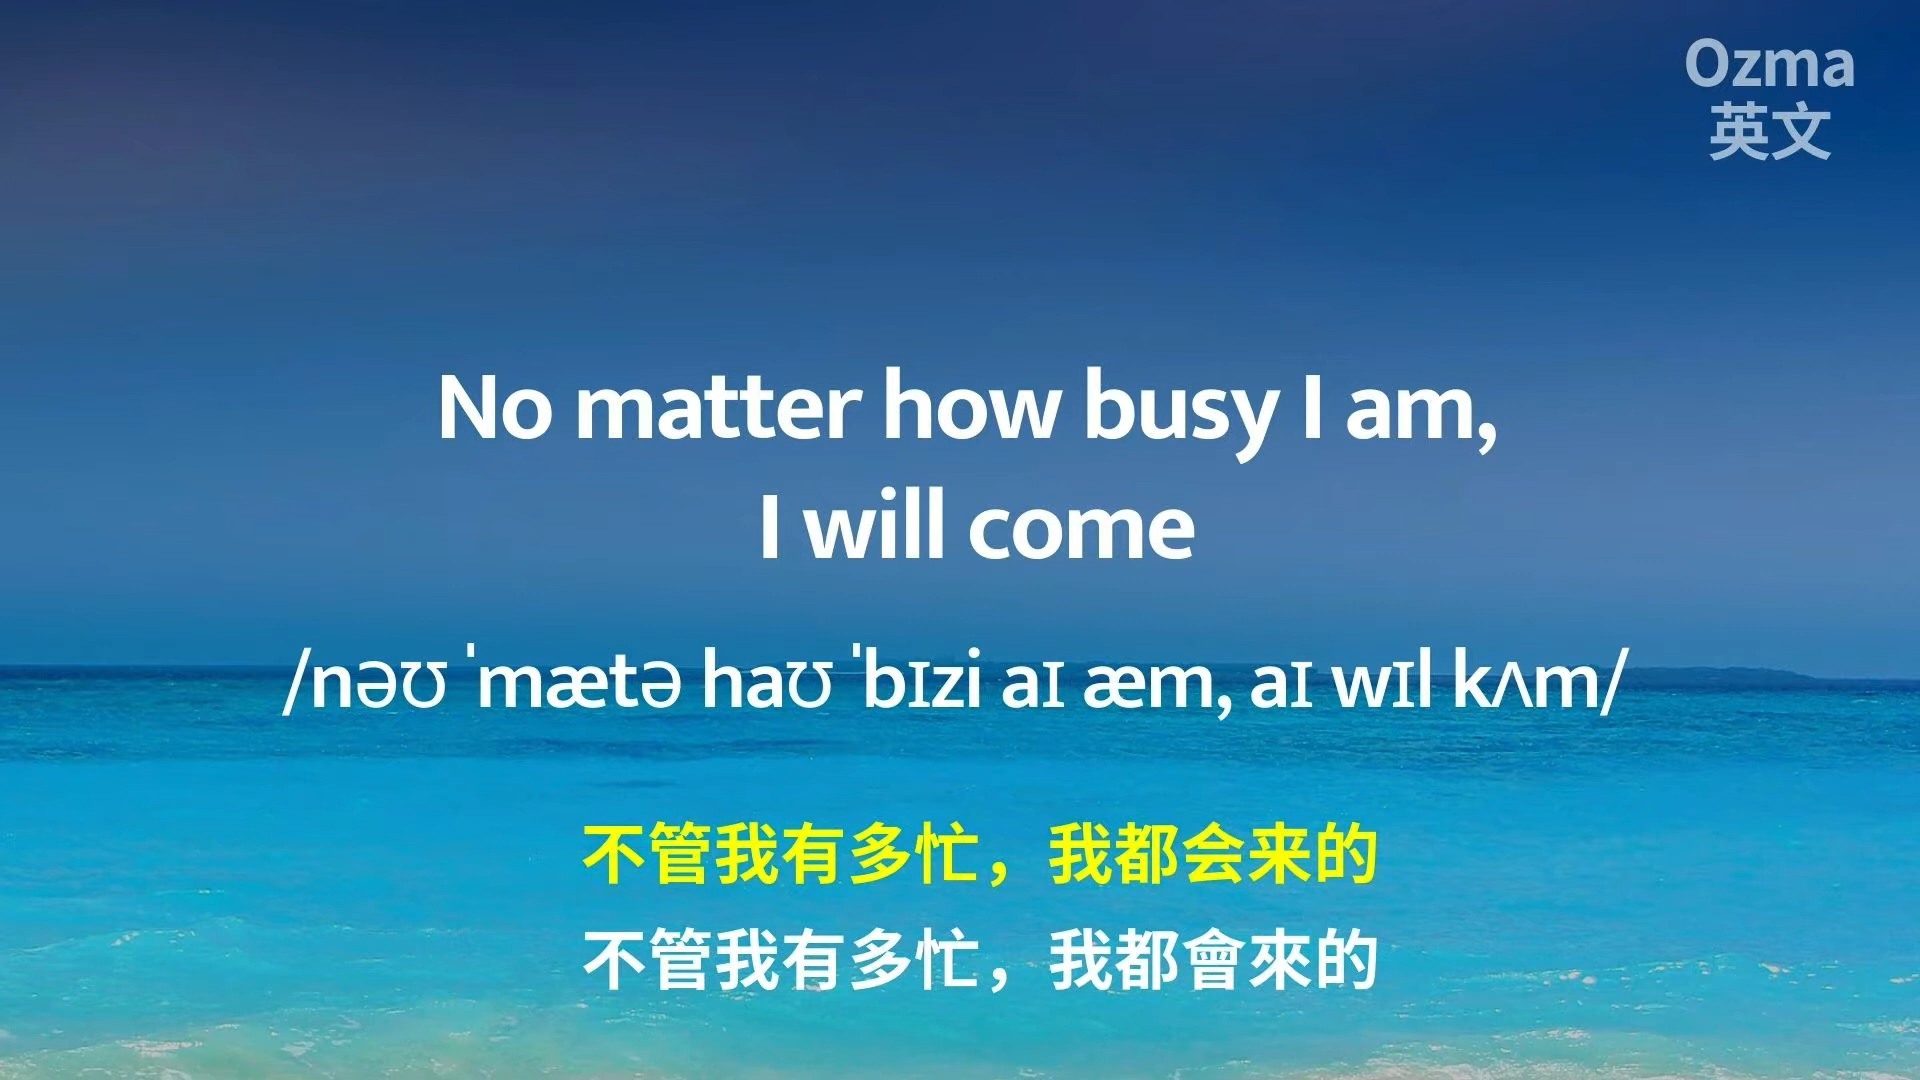 Ozma
英文
No matter how busy I am,
I will come
/nəʊ ˈmætə haʊ ˈbɪzi aɪ æm, aɪ wɪl kʌm/
不管我有多忙，我都会来的
不管我有多忙，我都會來的